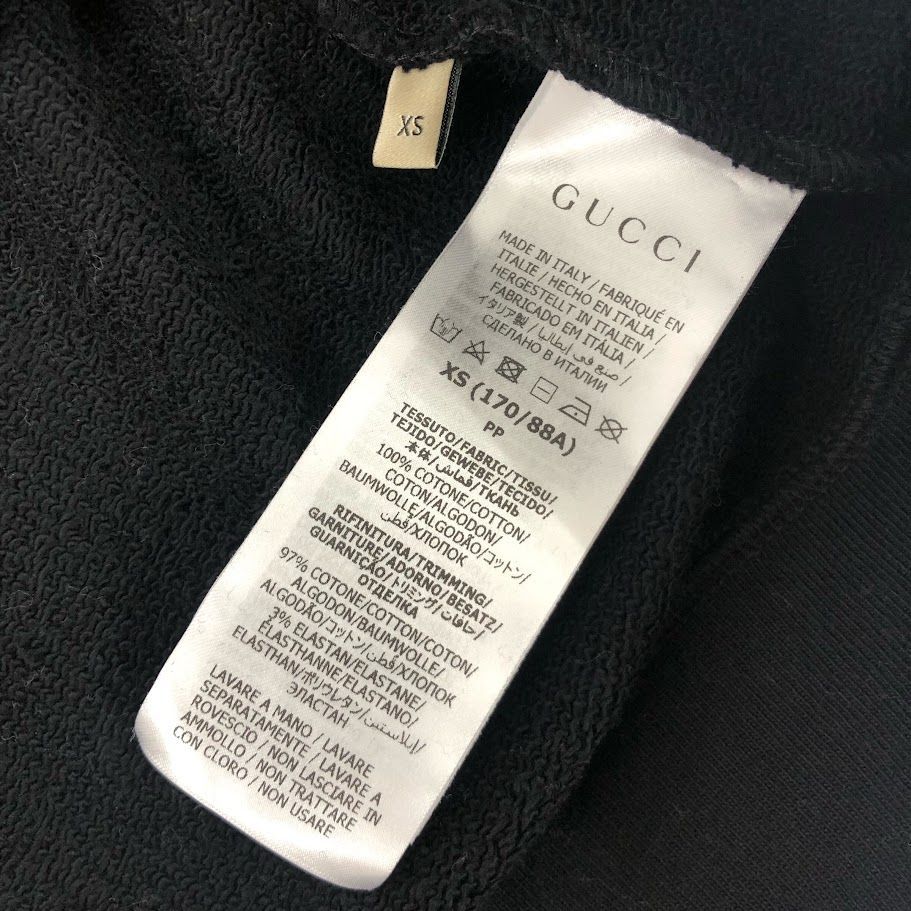 XS
GUCCI
MADE IN ITALY / FABRIQUÉ EN
ITALIE / HECHO EN ITALIA /
HERGESTELLT IN ITALIEN /
FABRICADO EM ITÁLIA /
イタリア製 / صنع في إيطاليا /
СДЕЛАНО В ИТАЛИИ
XS (170/88A)
PP
TESSUTO/FABRIC/TISSU/
TEJIDO/GEWEBE/TECIDO/
本体/قماش/ТКАНЬ
100% COTONE/COTTON/
COTON/ALGODON/
BAUMWOLLE/ALGODÃO/コットン/
قطن/ХЛОПОК
RIFINITURA/TRIMMING/
GARNITURE/ADORNO/BESATZ/
GUARNIÇÃO/トリミング/حافات/
ОТДЕЛКА
97% COTONE/COTTON/COTON/
ALGODON/BAUMWOLLE/
ALGODÃO/コットン/قطن/ХЛОПОК
3% ELASTAN/ELASTANE/
ÉLASTHANNE/ELASTANO/
ELASTHAN/ポリウレタン/إيلاستين/
ЭЛАСТАН
LAVARE A MANO / LAVARE
SEPARATAMENTE / LAVARE A
ROVESCIO / NON LASCIARE IN
AMMOLLO / NON TRATTARE
CON CLORO / NON USARE